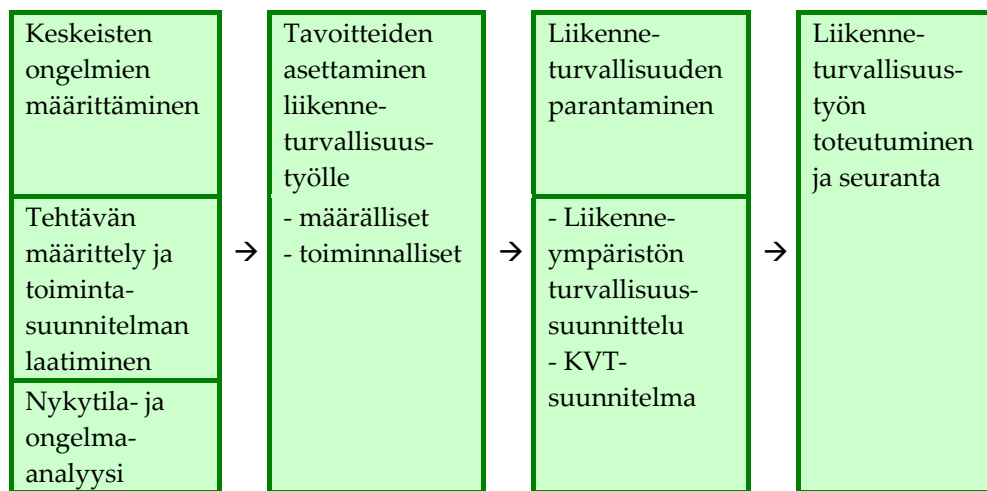 Keskeisten
ongelmien
määrittäminen
Tehtävän
määrittely ja
toiminta-
suunnitelman
laatiminen
Nykytila- ja
ongelma-
analyysi
→
Tavoitteiden
asettaminen
liikenne-
turvallisuus-
työlle
- määrälliset
- toiminnalliset
→
Liikenne-
turvallisuuden
parantaminen
- Liikenne-
ympäristön
turvallisuus-
suunnittelu
- KVT-
suunnitelma
→
Liikenne-
turvallisuus-
työn
toteutuminen
ja seuranta